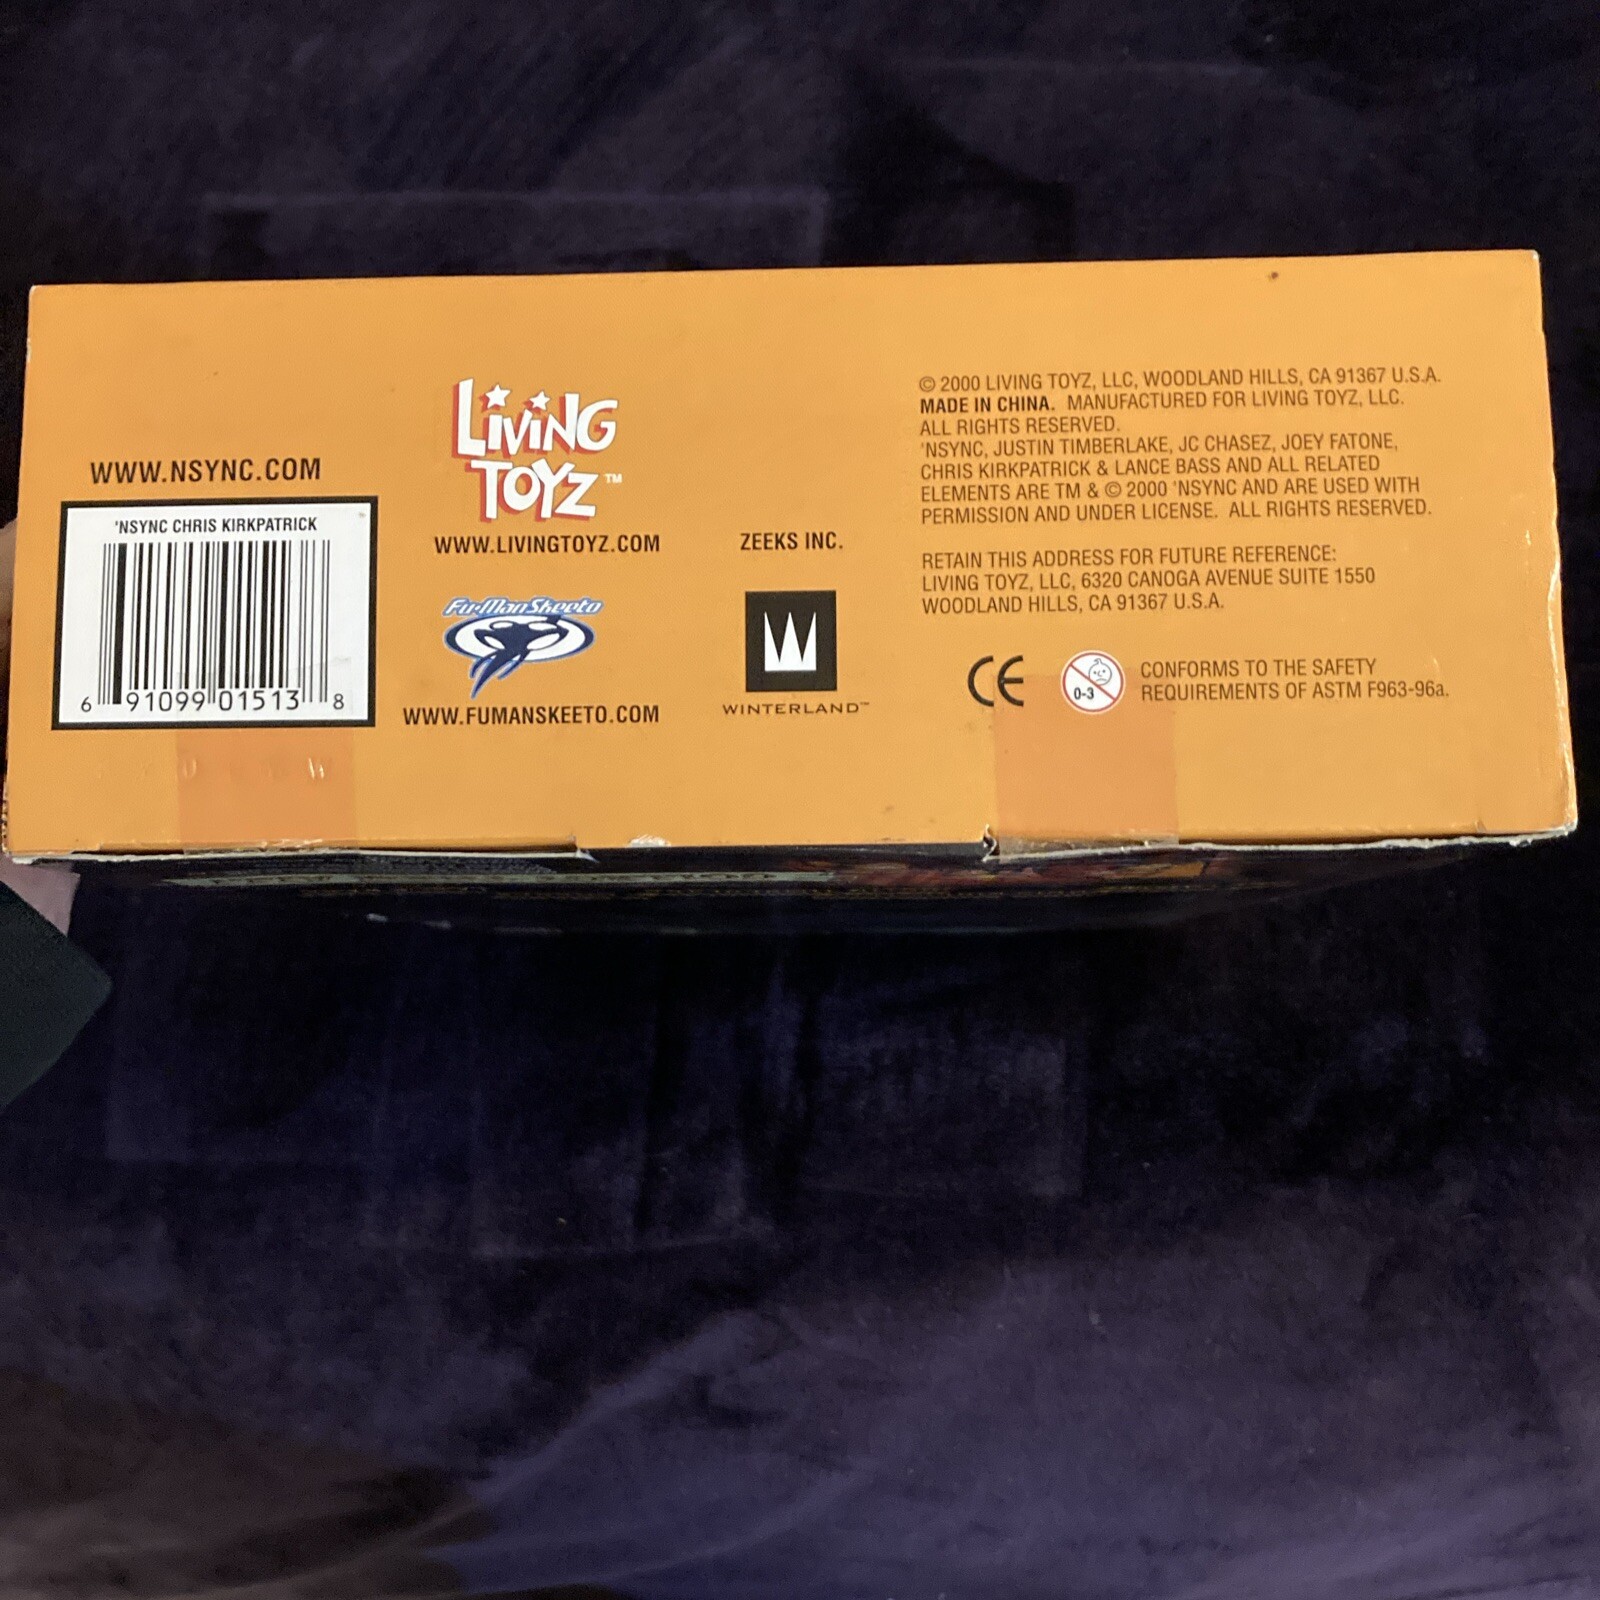 WWW.NSYNC.COM
'NSYNC CHRIS KIRKPATRICK
6 91099 01513 8
LIVING
TOYZ™
WWW.LIVINGTOYZ.COM
FuManSkeeto
WWW.FUMANSKEETO.COM
ZEEKS INC.
W
WINTERLAND™
© 2000 LIVING TOYZ, LLC, WOODLAND HILLS, CA 91367 U.S.A.
MADE IN CHINA. MANUFACTURED FOR LIVING TOYZ, LLC.
ALL RIGHTS RESERVED.
'NSYNC, JUSTIN TIMBERLAKE, JC CHASEZ, JOEY FATONE,
CHRIS KIRKPATRICK & LANCE BASS AND ALL RELATED
ELEMENTS ARE TM & © 2000 'NSYNC AND ARE USED WITH
PERMISSION AND UNDER LICENSE. ALL RIGHTS RESERVED.
RETAIN THIS ADDRESS FOR FUTURE REFERENCE:
LIVING TOYZ, LLC, 6320 CANOGA AVENUE SUITE 1550
WOODLAND HILLS, CA 91367 U.S.A.
CE
0-3
CONFORMS TO THE SAFETY
REQUIREMENTS OF ASTM F963-96a.